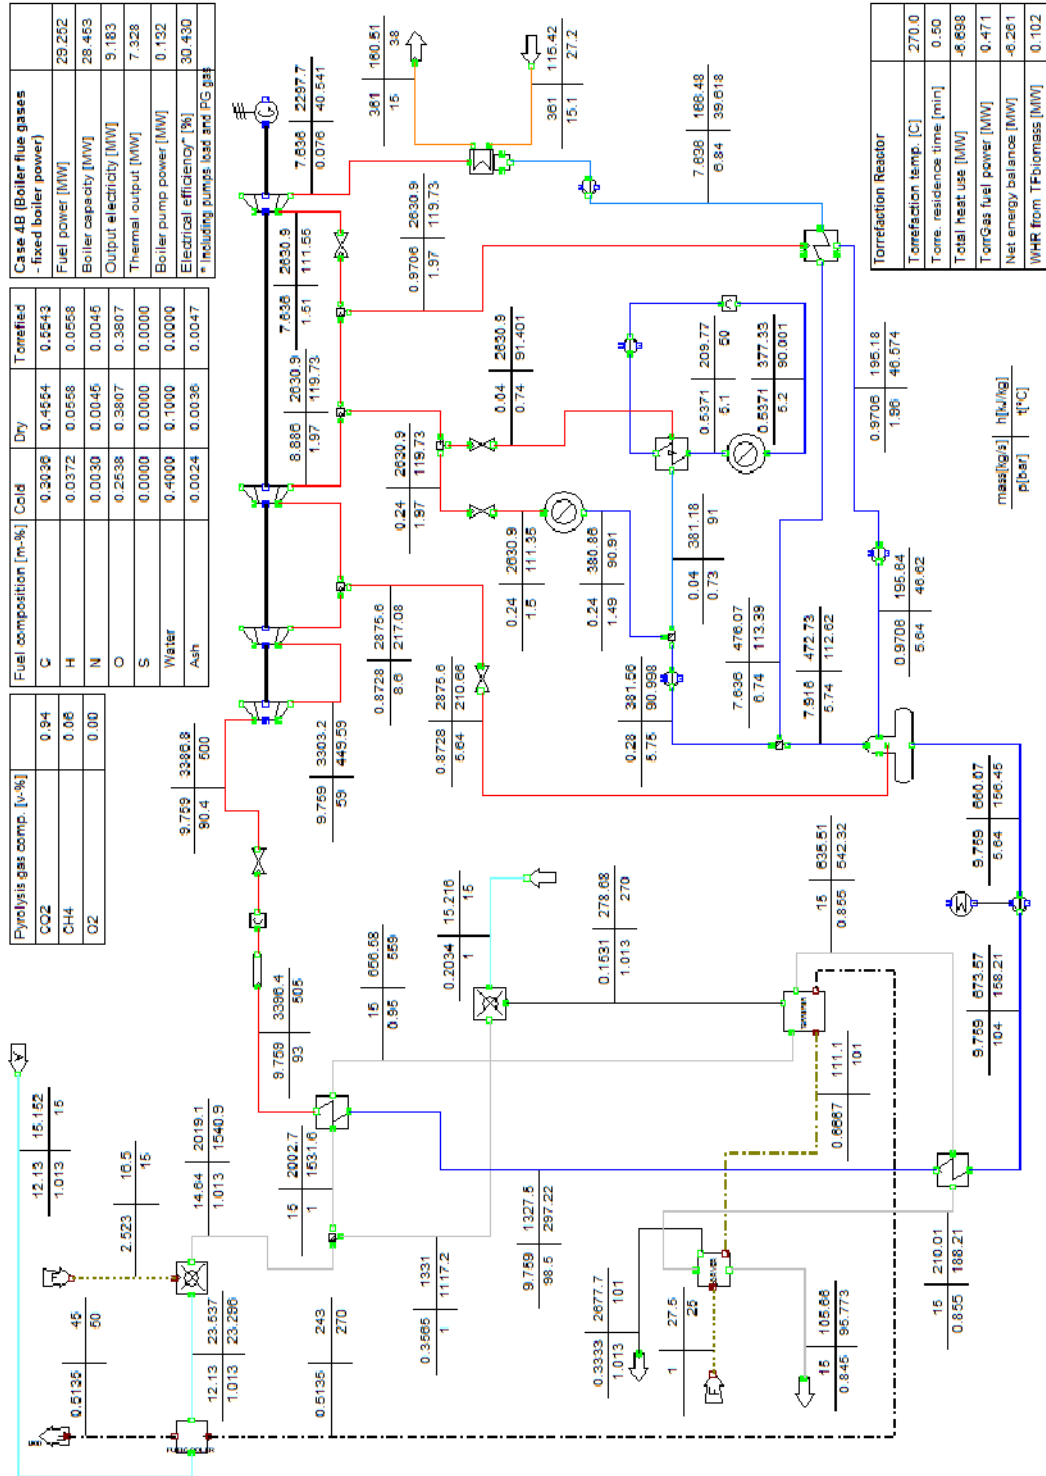 Pyrolysis gas comp. [v-%]
CO2 0.94
CH4 0.06
O2 0.00
Fuel composition [m-%] Cold Dry Torrefied
C 0.3036 0.4554 0.5543
H 0.0372 0.0558 0.0558
N 0.0030 0.0045 0.0045
O 0.2538 0.3807 0.3807
S 0.0000 0.0000 0.0000
Water 0.4000 0.1000 0.0000
Ash 0.0024 0.0036 0.0047
Case 4B (Boiler flue gases
- fixed boiler power)
Fuel power [MW] 29.252
Boiler capacity [MW] 28.453
Output electricity [MW] 9.183
Thermal output [MW] 7.328
Boiler pump power [MW] 0.132
Electrical efficiency* [%] 30.430
* Including pumps load and PG gas
0.5135 45
50
12.13 15.152
1.013 15
2.523 16.5
15
12.13 23.537
1.013 23.296
FUEL COOLER
14.64 2019.1
1.013 1540.9
0.5135 243
270
15 2002.7
1 1531.6
0.3565 1331
1 1117.2
9.759 3396.4
93 505
9.759 3386.8
90.4 500
9.759 3303.2
59 449.59
15 656.58
0.95 559
0.2034 15.216
1 15
0.1531 278.68
1.013 270
9.759 1327.5
98.5 297.22
0.3333 2677.7
1.013 101
1 27.5
25
15 105.66
0.845 95.773
0.6667 111.1
101
15 635.51
0.855 542.32
15 210.01
0.855 188.21
9.759 673.57
104 158.21
9.759 660.07
5.64 156.45
0.8728 2875.6
8.6 217.08
0.8728 2875.6
5.64 210.66
8.886 2630.9
1.97 119.73
7.636 2630.9
1.51 111.55
7.636 2297.7
0.076 40.541
G
361 160.51
15 38
361 115.42
15.1 27.2
7.636 166.48
6.84 39.618
0.9706 2630.9
1.97 119.73
0.24 2630.9
1.97 119.73
0.04 2630.9
0.74 91.401
0.24 2630.9
1.5 111.35
0.24 380.86
1.49 90.91
0.5371 209.77
5.1 50
0.5371 377.33
5.2 90.001
0.04 381.18
0.73 91
0.28 381.56
5.75 90.998
7.636 476.07
6.74 113.39
7.916 472.73
5.74 112.62
0.9706 195.18
1.96 46.574
0.9706 195.64
5.64 46.62
mass[kg/s] h[kJ/kg]
p[bar] t[°C]
Torrefaction Reactor
Torrefaction temp. [C] 270.0
Torre. residence time [min] 0.50
Total heat use [MW] -6.698
TorrGas fuel power [MW] 0.471
Net energy balance [MW] -6.261
WHR from TFbiomass [MW] 0.102